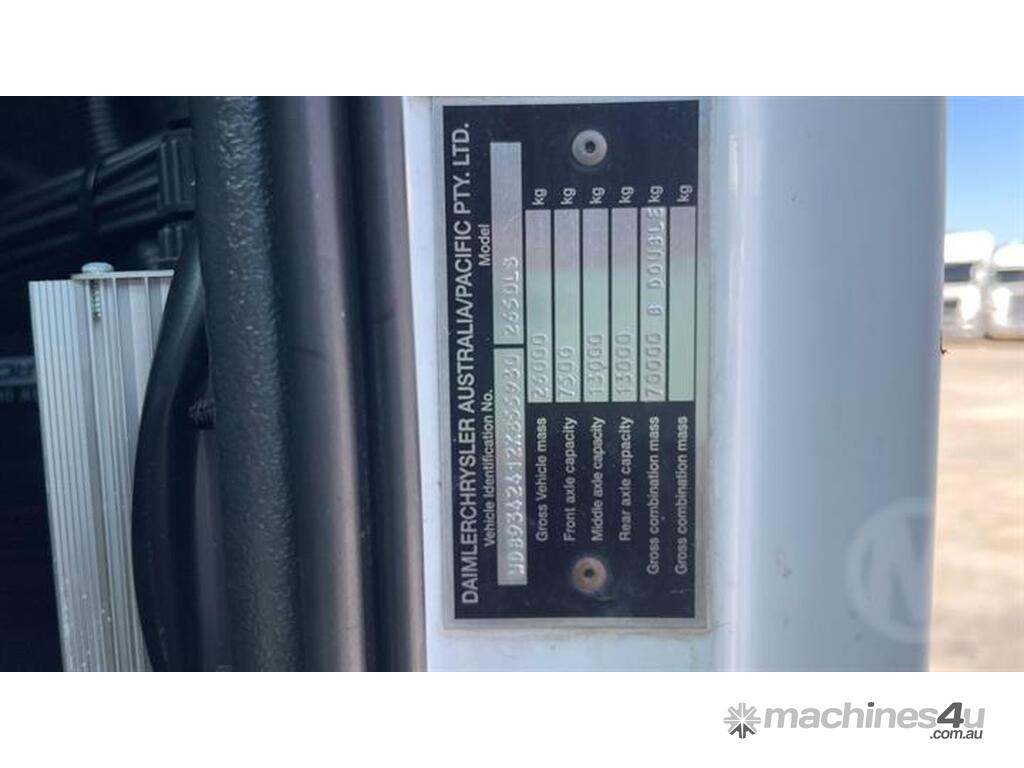 DAIMLERCHRYSLER AUSTRALIA/PACIFIC PTY. LTD.
Vehicle Identification No. Model
2650LS
Gross Vehicle mass 26000 kg
Front axle capacity 7500 kg
Middle axle capacity 13000 kg
Rear axle capacity 13000 kg
Gross combination mass 70000 B DOUBLE kg
Gross combination mass kg
machines4u
.com.au